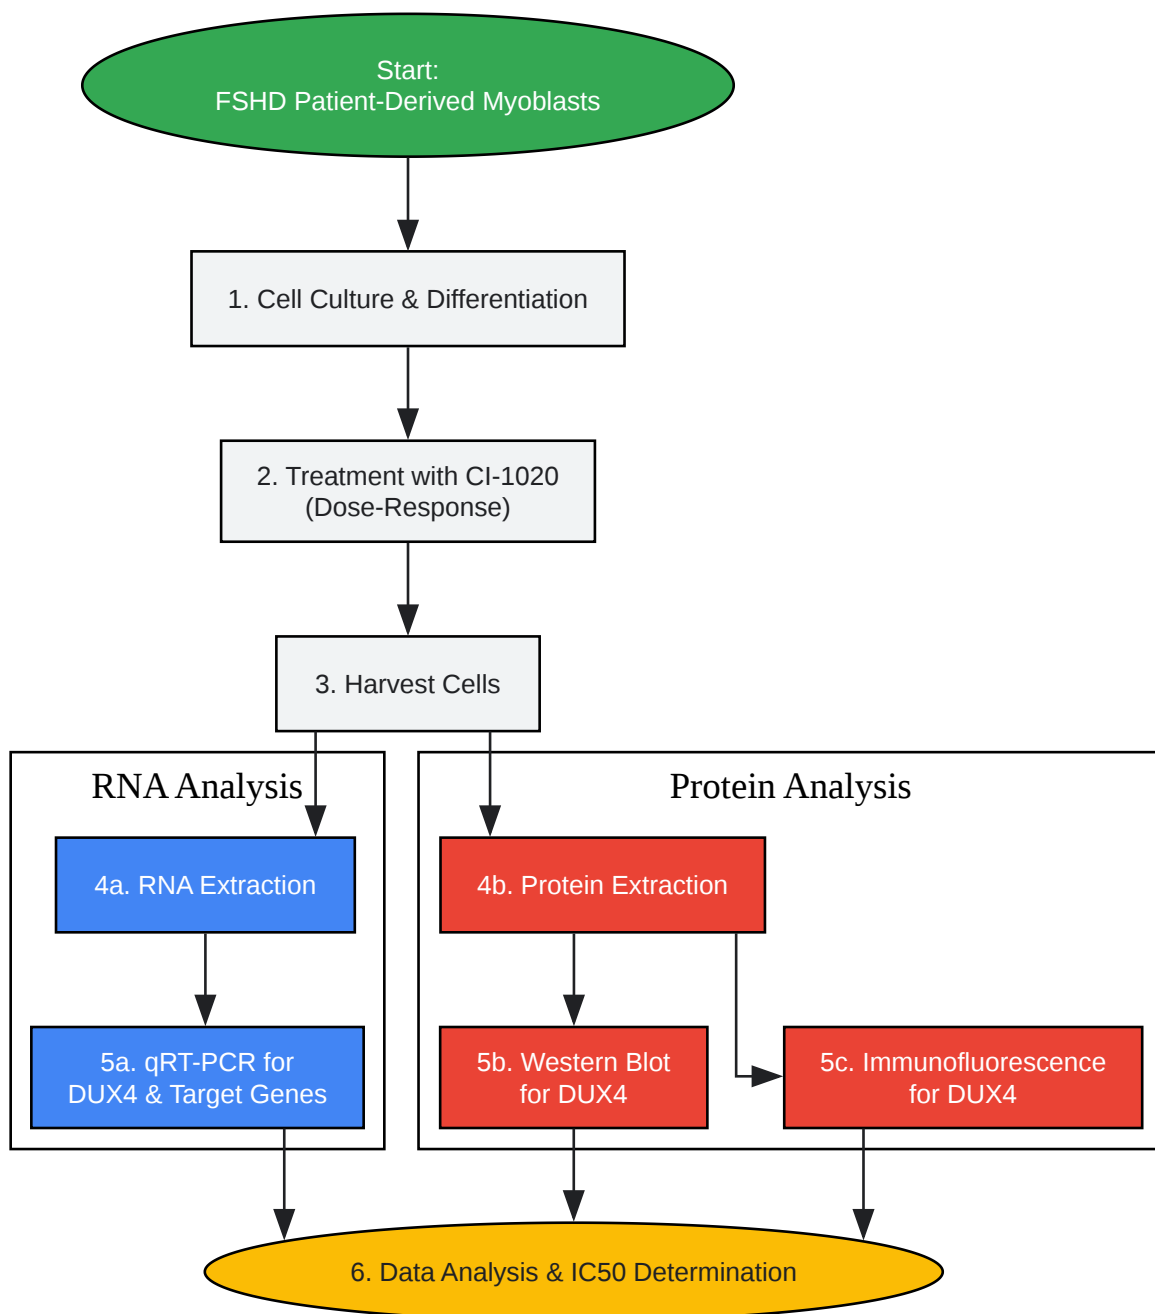 Start:
FSHD Patient-Derived Myoblasts
1. Cell Culture & Differentiation
2. Treatment with CI-1020
(Dose-Response)
3. Harvest Cells
RNA Analysis
4a. RNA Extraction
5a. qRT-PCR for
DUX4 & Target Genes
Protein Analysis
4b. Protein Extraction
5b. Western Blot
for DUX4
5c. Immunofluorescence
for DUX4
6. Data Analysis & IC50 Determination